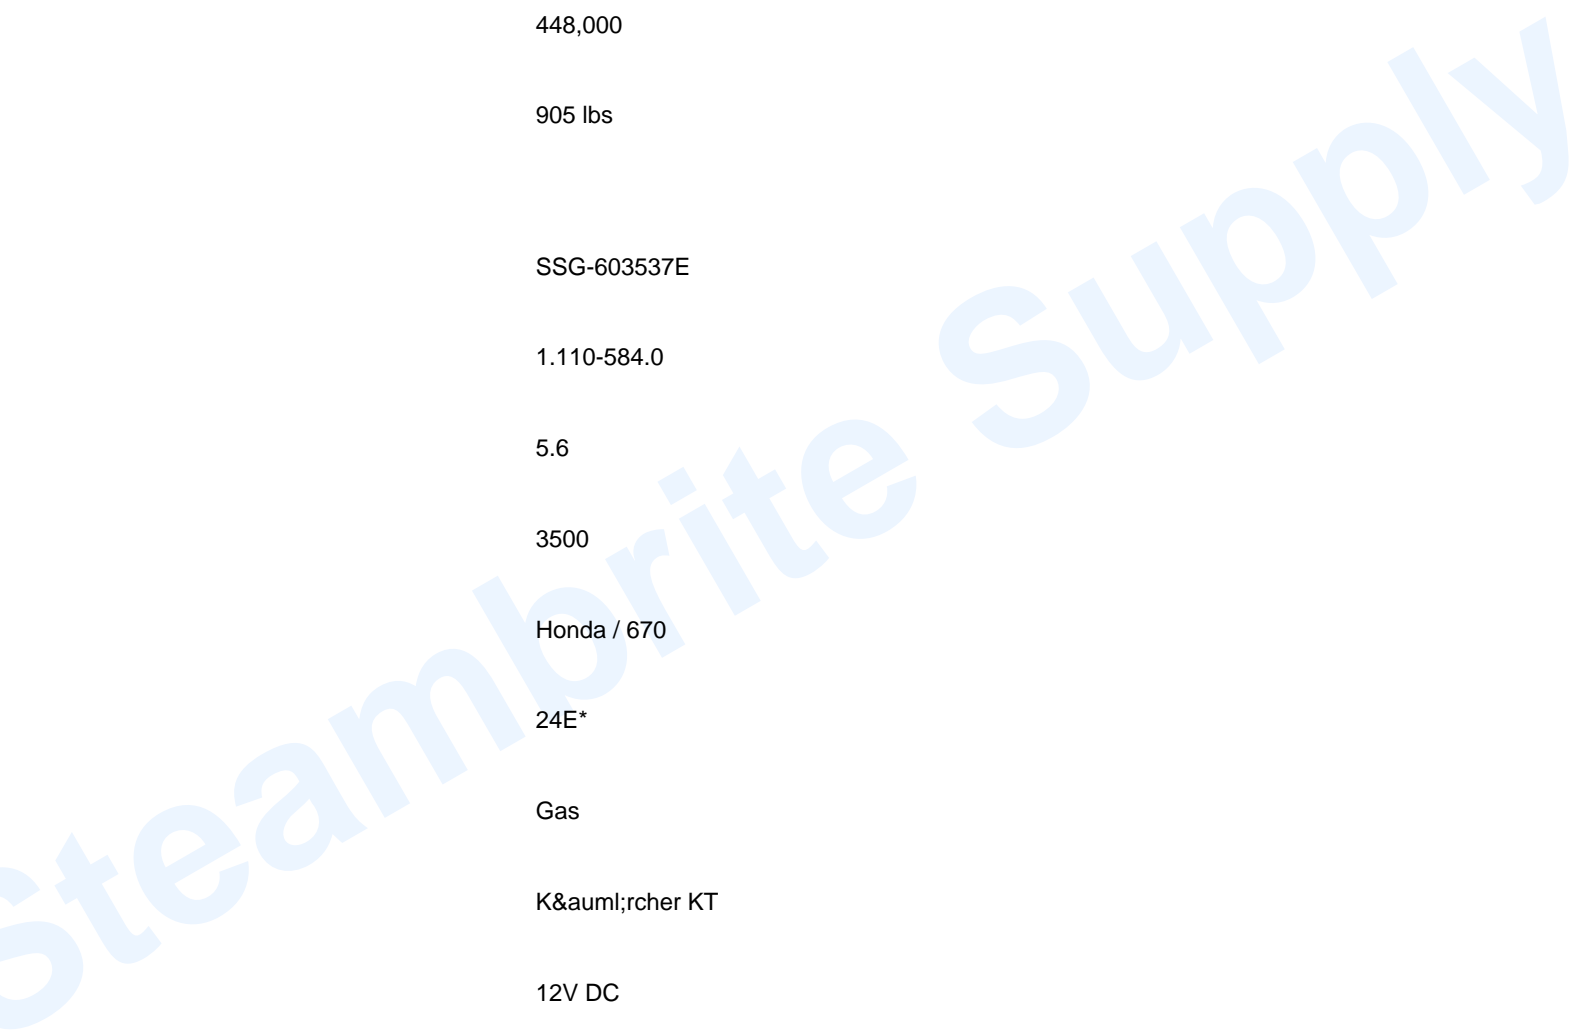 448,000
905 lbs
SSG-603537E
1.110-584.0
5.6
3500
Honda / 670
24E*
Gas
K&auml;rcher KT
12V DC
Steambrite Supply